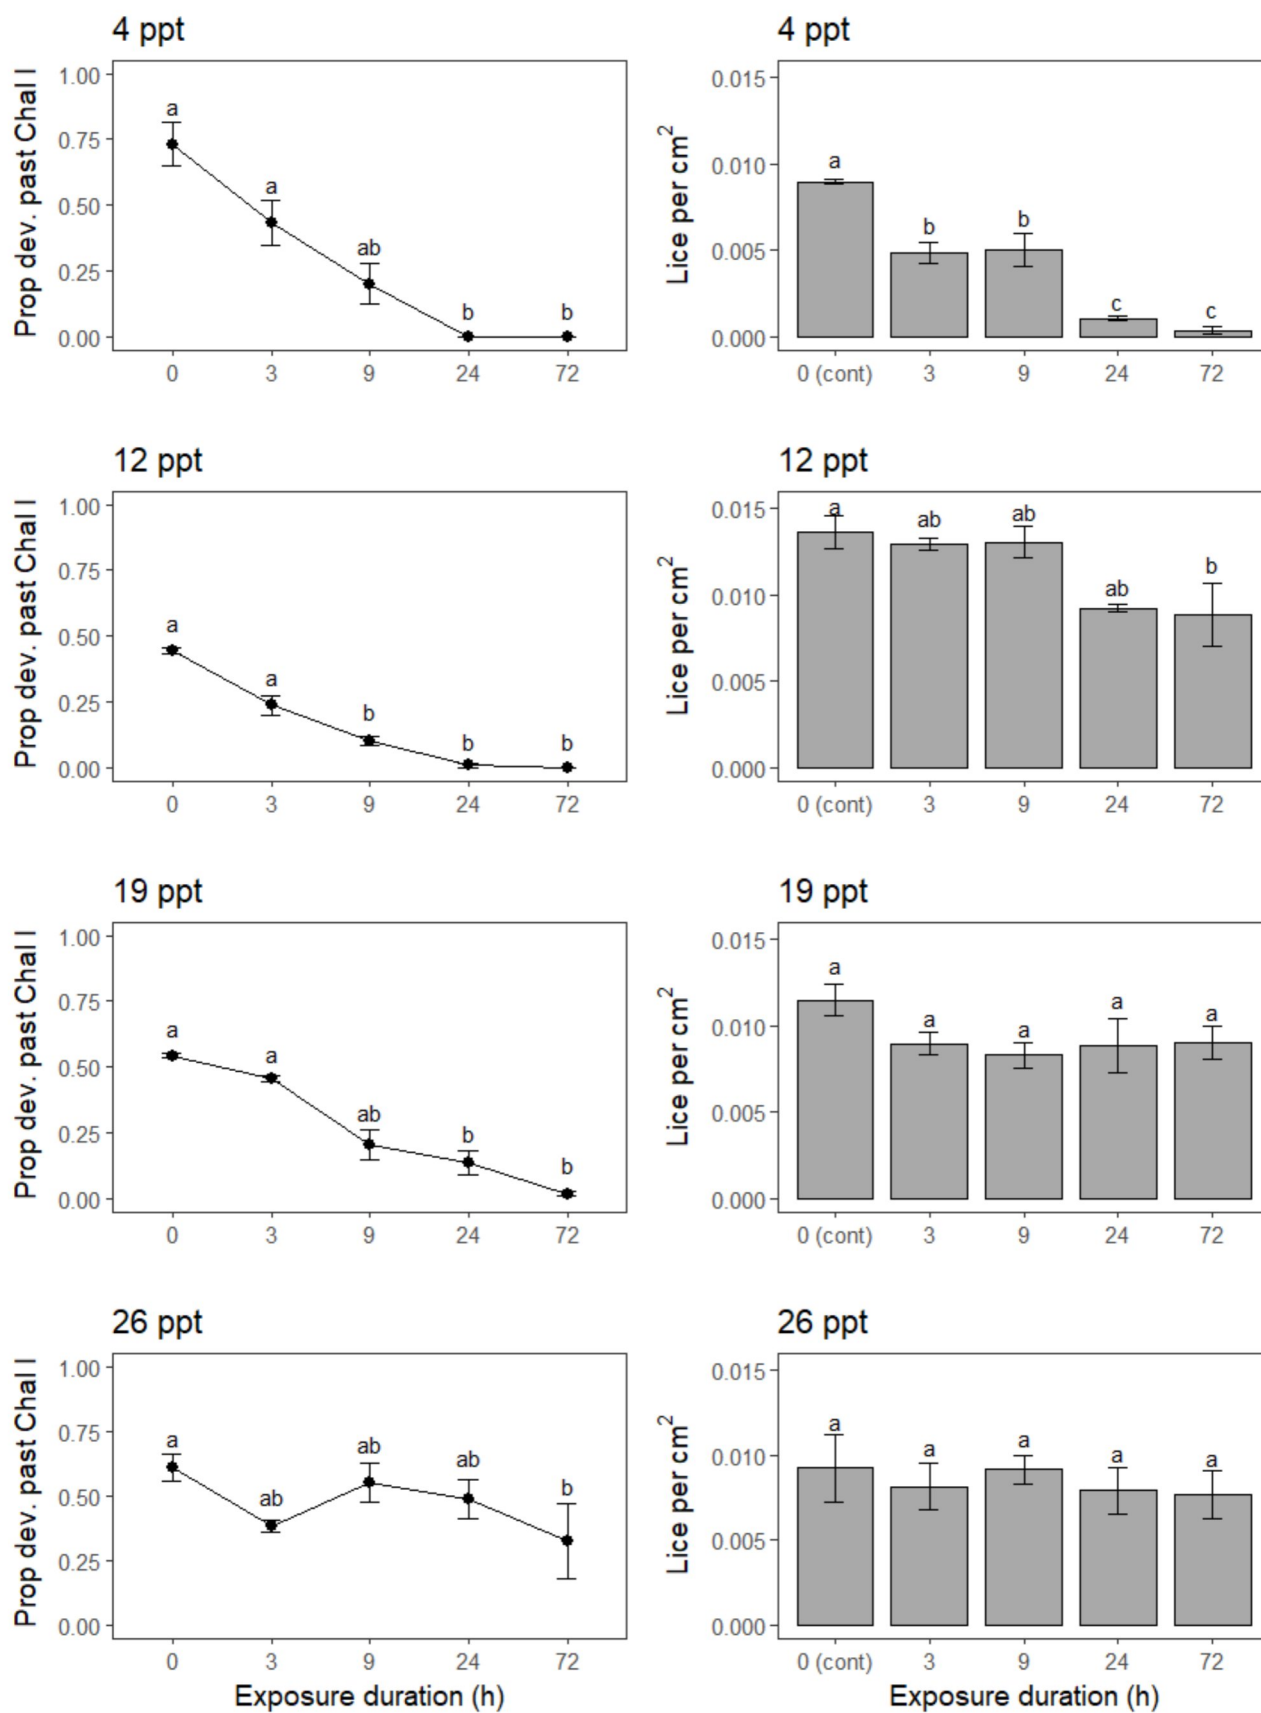 4 ppt
Prop dev. past Chal I
1.00
0.75
0.50
0.25
0.00
a
a
ab
b
b
0 3 9 24 72
4 ppt
Lice per cm²
0.015
0.010
0.005
0.000
a
b
b
c
c
0 (cont) 3 9 24 72
12 ppt
Prop dev. past Chal I
1.00
0.75
0.50
0.25
0.00
a
a
b
b
b
0 3 9 24 72
12 ppt
Lice per cm²
0.015
0.010
0.005
0.000
a
ab
ab
ab
b
0 (cont) 3 9 24 72
19 ppt
Prop dev. past Chal I
1.00
0.75
0.50
0.25
0.00
a
a
ab
b
b
0 3 9 24 72
19 ppt
Lice per cm²
0.015
0.010
0.005
0.000
a
a
a
a
a
0 (cont) 3 9 24 72
26 ppt
Prop dev. past Chal I
1.00
0.75
0.50
0.25
0.00
a
ab
ab
ab
b
0 3 9 24 72
Exposure duration (h)
26 ppt
Lice per cm²
0.015
0.010
0.005
0.000
a
a
a
a
a
0 (cont) 3 9 24 72
Exposure duration (h)